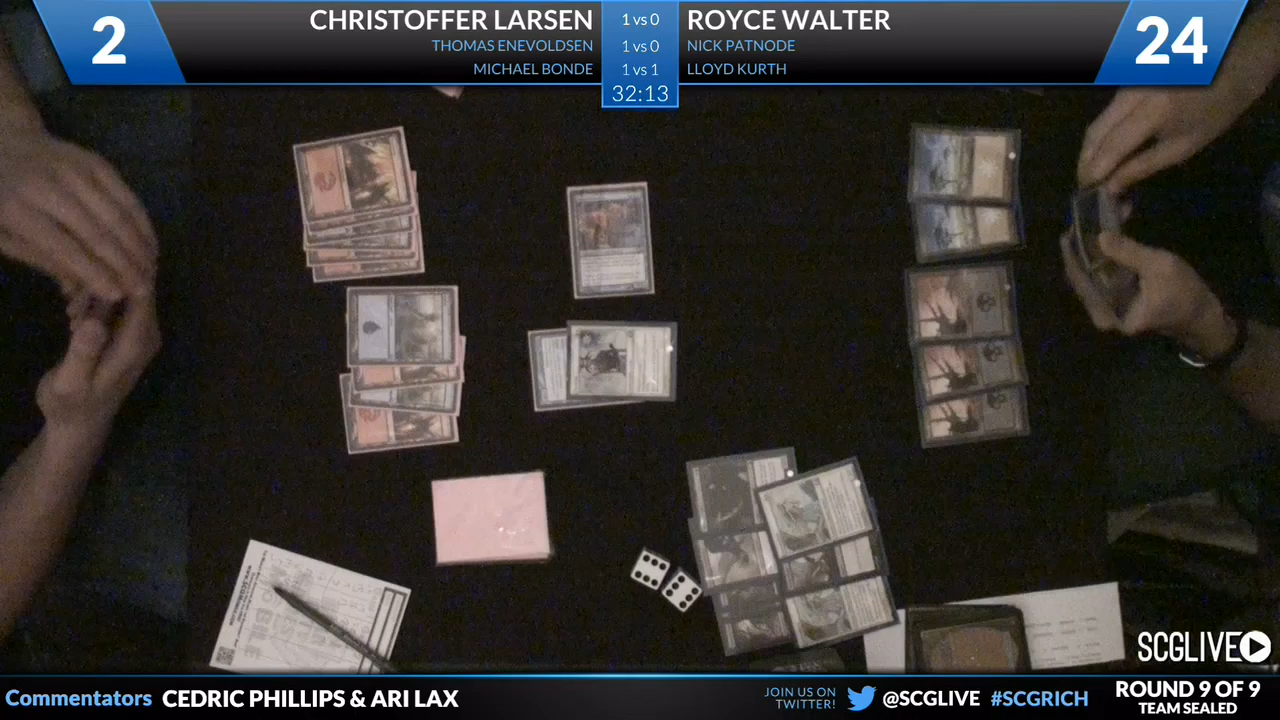 2
CHRISTOFFER LARSEN
1 vs 0
ROYCE WALTER
24
THOMAS ENEVOLDSEN
1 vs 0
NICK PATNODE
MICHAEL BONDE
1 vs 1
LLOYD KURTH
32:13
SCGLIVE
Commentators CEDRIC PHILLIPS & ARI LAX
JOIN US ON
TWITTER!
@SCGLIVE #SCGRICH
ROUND 9 OF 9
TEAM SEALED